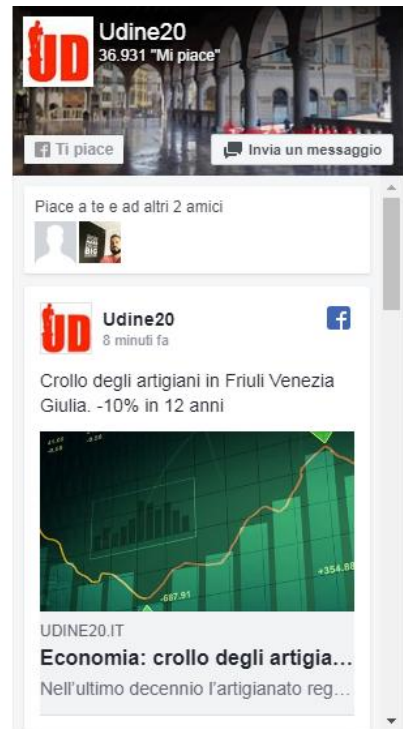 UD
Udine20
36.931 "Mi piace"
Ti piace
Invia un messaggio
Piace a te e ad altri 2 amici
BIG
UD
Udine20
8 minuti fa
Crollo degli artigiani in Friuli Venezia
Giulia. -10% in 12 anni
-687.91
+354.88
UDINE20.IT
Economia: crollo degli artigia...
Nell'ultimo decennio l'artigianato reg...